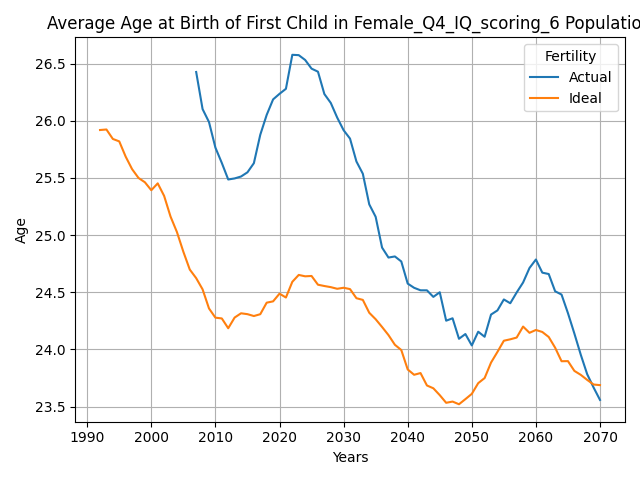 Average Age at Birth of First Child in Female_Q4_IQ_scoring_6 Populatio
Fertility
Actual
Ideal
Age
26.5
26.0
25.5
25.0
24.5
24.0
23.5
1990 2000 2010 2020 2030 2040 2050 2060 2070
Years